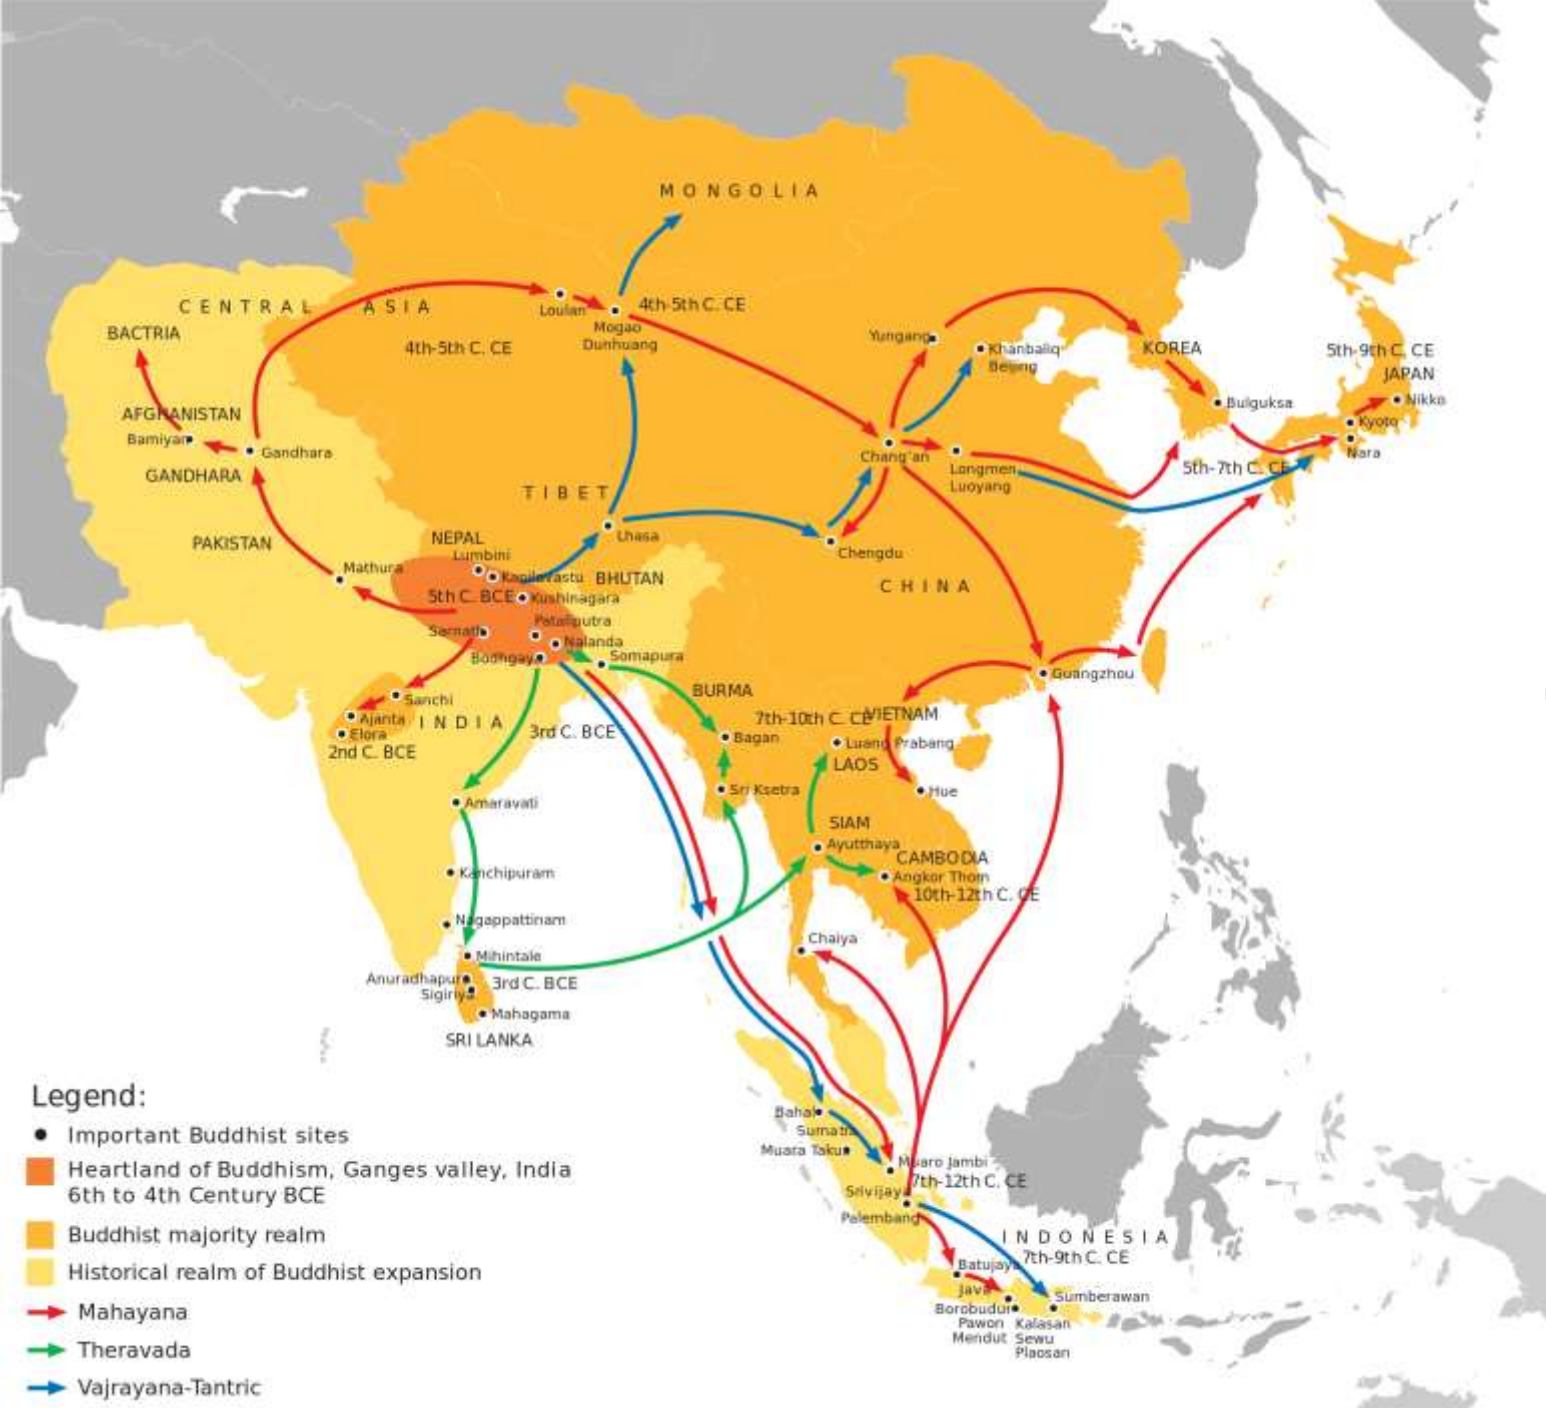 MONGOLIA
CENTRAL ASIA
Loulan
4th-5th C. CE
Mogao
Dunhuang
BACTRIA
4th-5th C. CE
Yungang
Khanbaliq
Beijing
KOREA
5th-9th C. CE
JAPAN
Nikko
Bulguksa
Kyoto
Nara
AFGHANISTAN
Bamiyan
Gandhara
GANDHARA
Chang'an
Longmen
Luoyang
5th-7th C. CE
TIBET
Lhasa
Chengdu
PAKISTAN
NEPAL
Lumbini
Mathura
Kapilavastu
BHUTAN
CHINA
5th C. BCE
Kushinagara
Pataliputra
Sarnath
Nalanda
Bodhgaya
Somapura
Guangzhou
Sanchi
Ajanta
INDIA
Elora
2nd C. BCE
3rd C. BCE
BURMA
7th-10th C. CE
VIETNAM
Bagan
Luang Prabang
LAOS
Sri Ksetra
Hue
Amaravati
SIAM
Ayutthaya
CAMBODIA
Angkor Thom
10th-12th C. CE
Kanchipuram
Nagappattinam
Chaiya
Mihintale
Anuradhapura
3rd C. BCE
Sigiriya
Mahagama
SRI LANKA
Bahal
Sumatra
Muara Takus
Muaro Jambi
7th-12th C. CE
Srivijaya
Palembang
INDONESIA
7th-9th C. CE
Batujaya
Java
Sumberawan
Borobudur
Pawon
Mendut
Kalasan
Sewu
Plaosan
Legend:
Important Buddhist sites
Heartland of Buddhism, Ganges valley, India
6th to 4th Century BCE
Buddhist majority realm
Historical realm of Buddhist expansion
Mahayana
Theravada
Vajrayana-Tantric